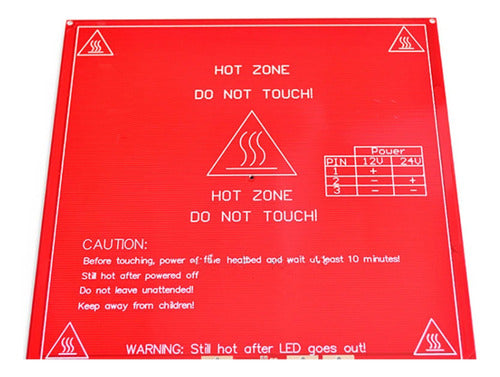 HOT ZONE
DO NOT TOUCH!
HOT ZONE
DO NOT TOUCH!
Power
PIN 12V 24V
1 +
2 - +
3 - -
CAUTION:
Before touching, power of the heatbed and wait at least 10 minutes!
Still hot after powered off
Do not leave unattended!
Keep away from children!
WARNING: Still hot after LED goes out!